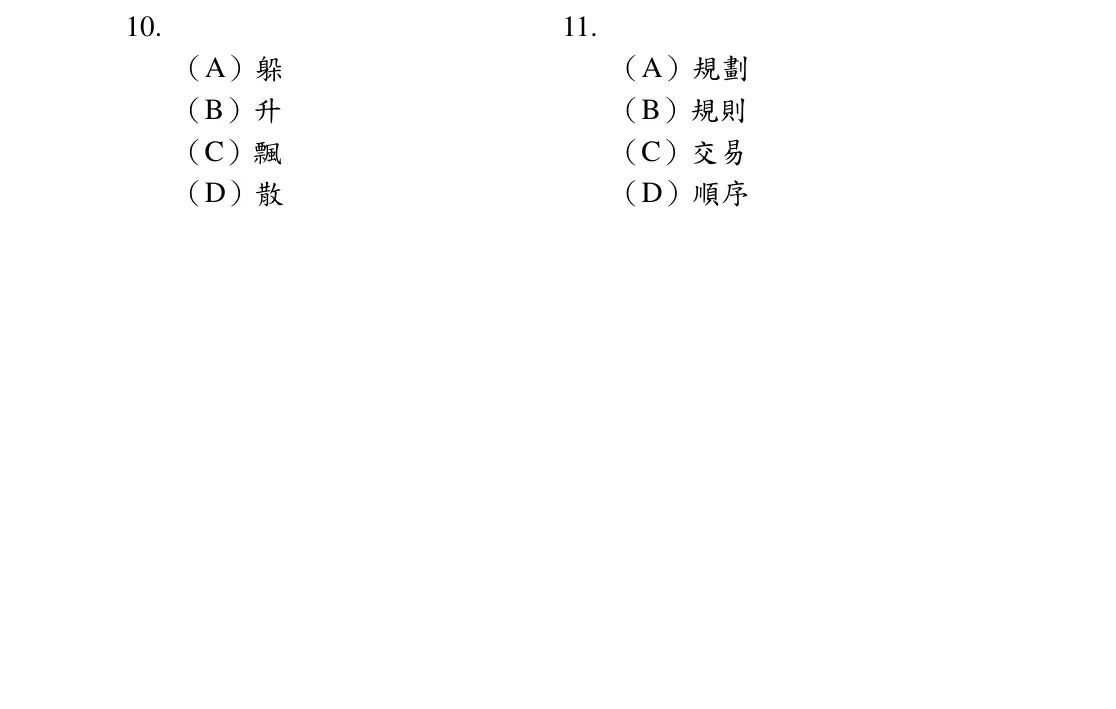 10.
（A）躲
（B）升
（C）飄
（D）散
11.
（A）規劃
（B）規則
（C）交易
（D）順序